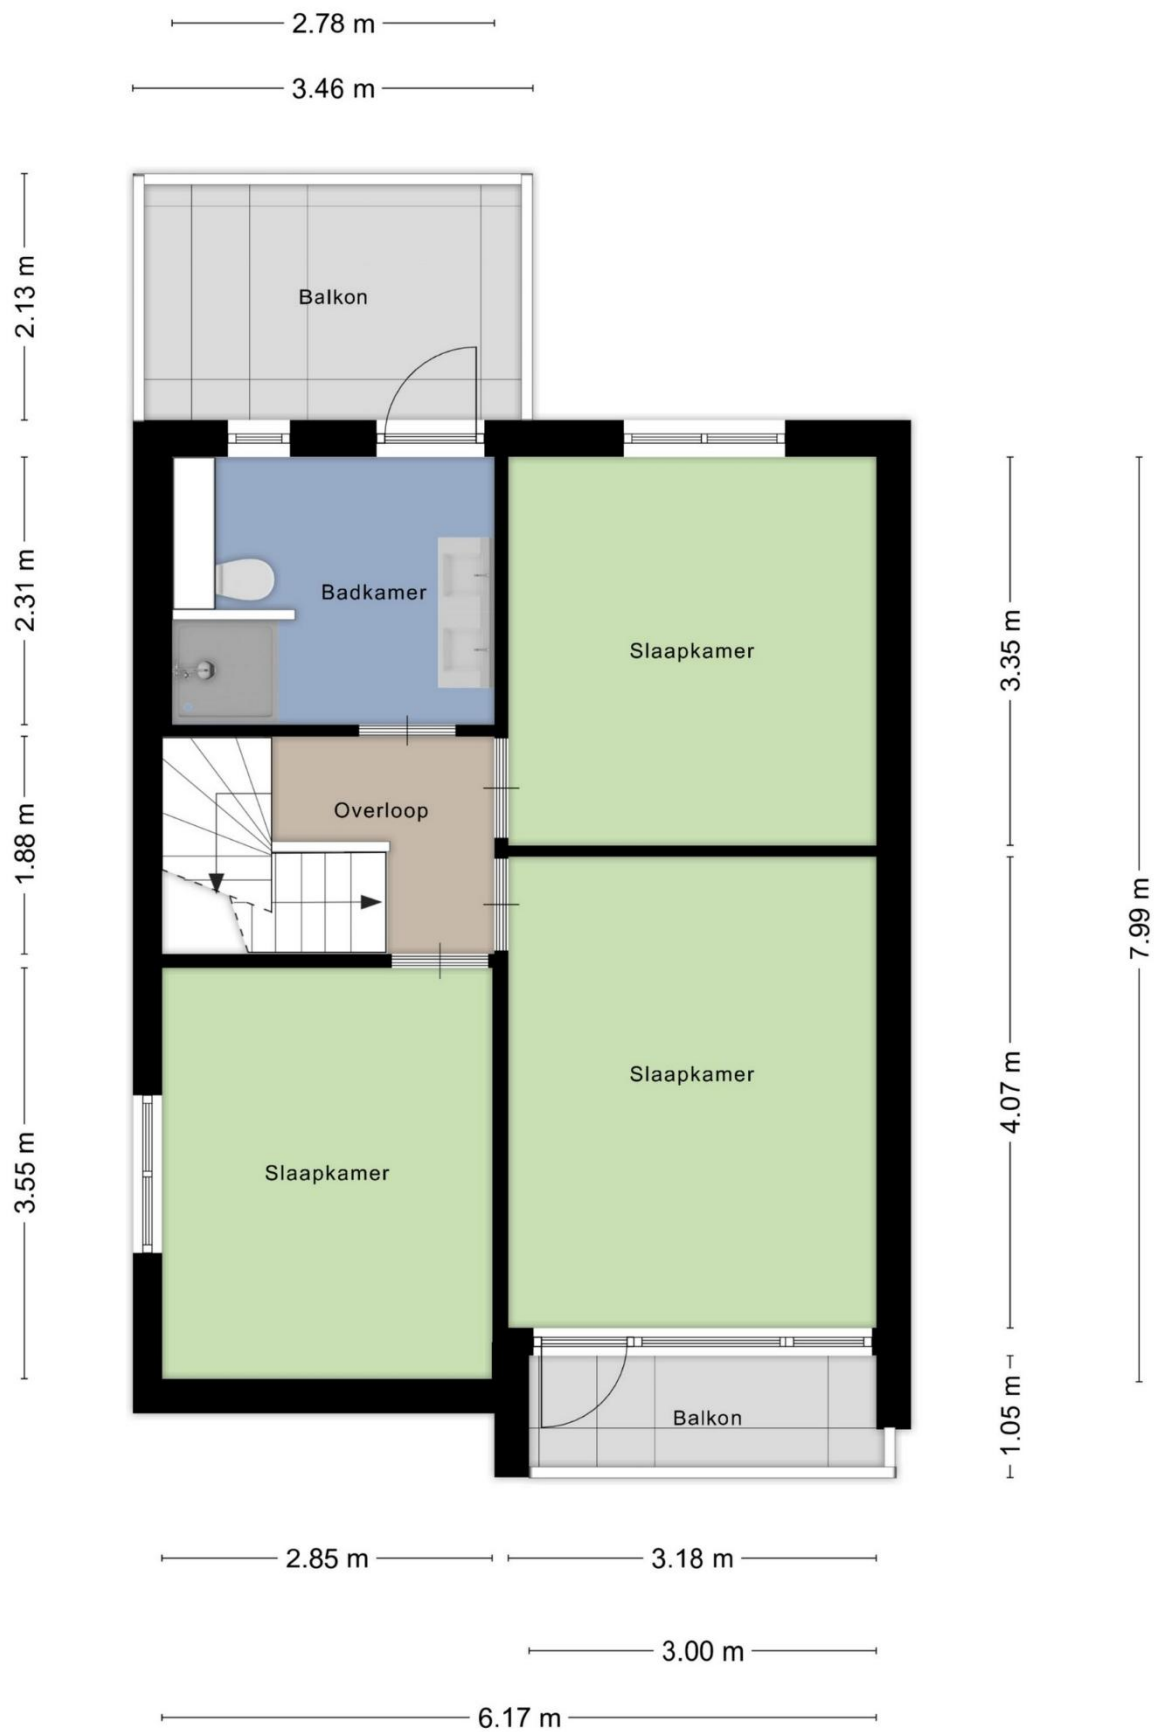 2.78 m
3.46 m
2.13 m
Balkon
2.31 m
Badkamer
Slaapkamer
3.35 m
1.88 m
Overloop
7.99 m
4.07 m
Slaapkamer
3.55 m
Slaapkamer
1.05 m
Balkon
2.85 m
3.18 m
3.00 m
6.17 m